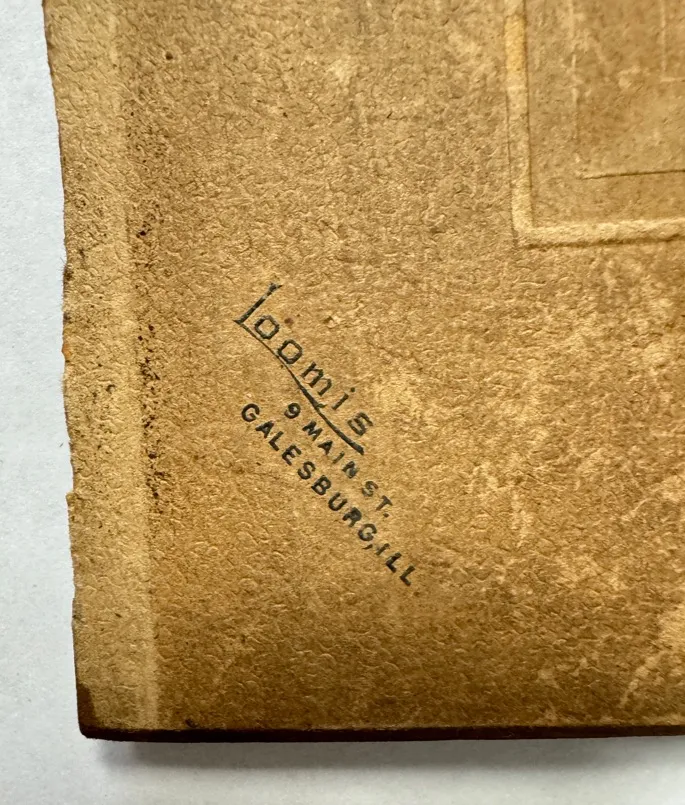 Loomis
9 MAIN ST.
GALESBURG, ILL.